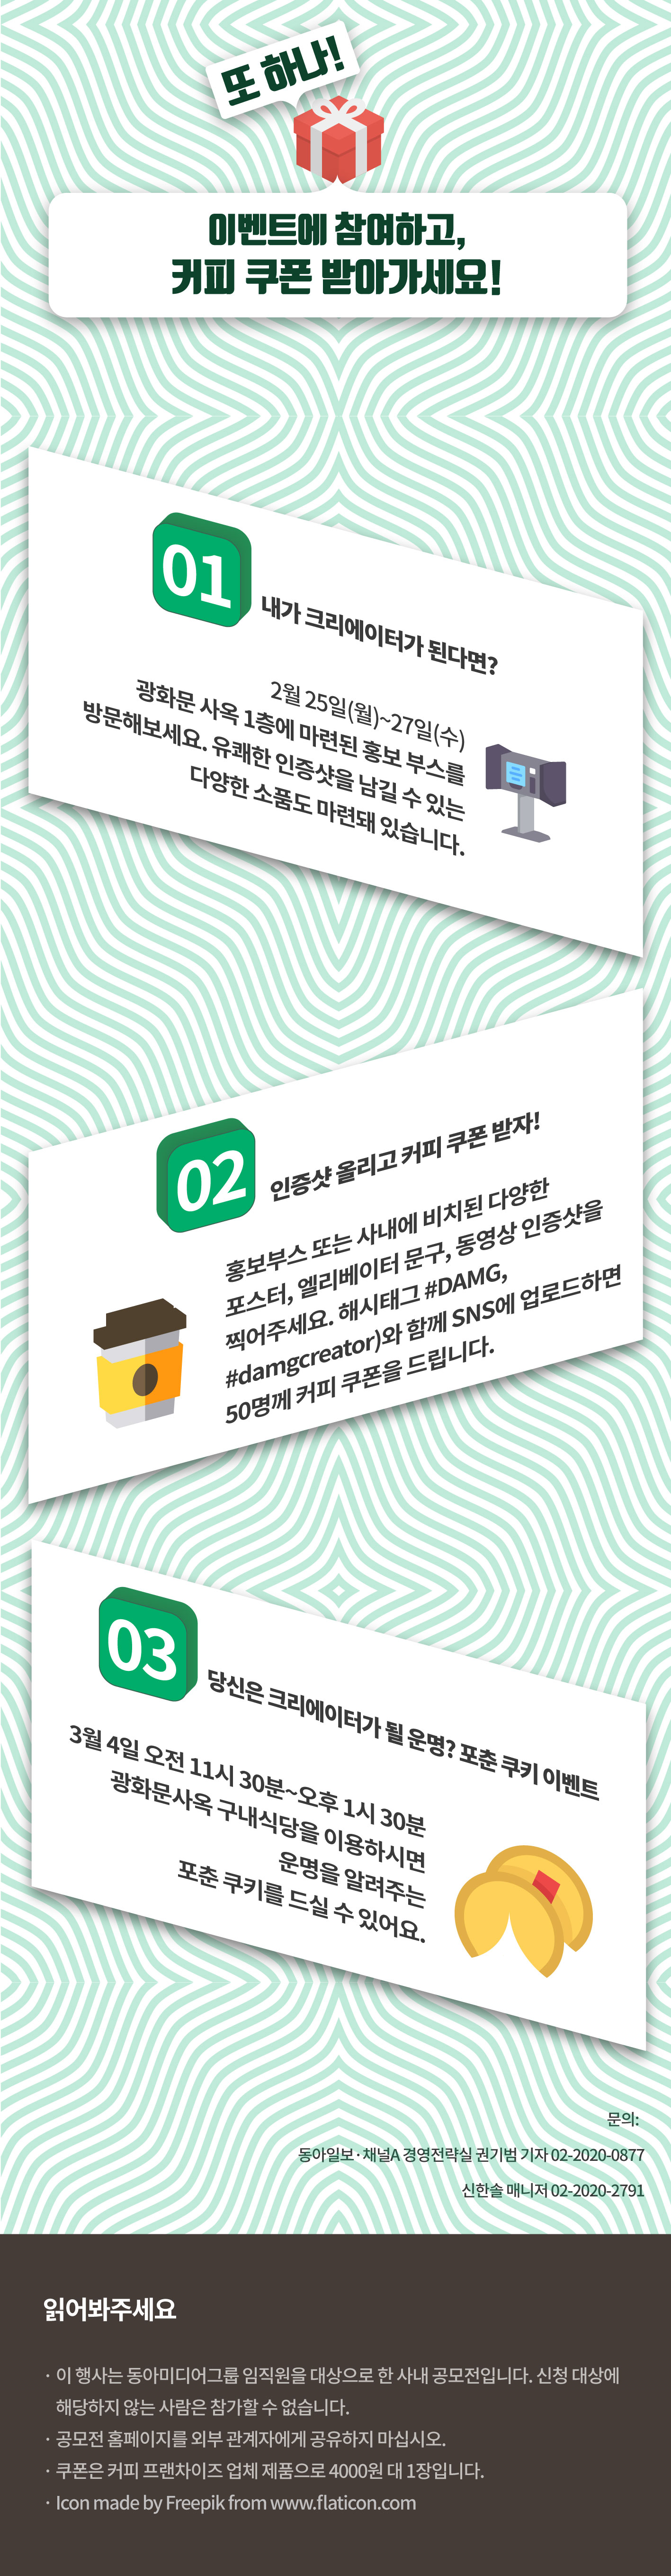 또 하나!
이벤트에 참여하고,
커피 쿠폰 받아가세요!
01
내가 크리에이터가 된다면?
2월 25일(월)~27일(수)
광화문 사옥 1층에 마련된 홍보 부스를
방문해보세요. 유쾌한 인증샷을 남길 수 있는
다양한 소품도 마련돼 있습니다.
02
인증샷 올리고 커피 쿠폰 받자!
홍보부스 또는 사내에 비치된 다양한
포스터, 엘리베이터 문구, 동영상 인증샷을
찍어주세요. 해시태그 #DAMG,
#damgcreator)와 함께 SNS에 업로드하면
50명께 커피 쿠폰을 드립니다.
03
당신은 크리에이터가 될 운명? 포춘 쿠키 이벤트
3월 4일 오전 11시 30분~오후 1시 30분
광화문사옥 구내식당을 이용하시면
운명을 알려주는
포춘 쿠키를 드실 수 있어요.
문의:
동아일보·채널A 경영전략실 권기범 기자 02-2020-0877
신한솔 매니저 02-2020-2791
읽어봐주세요
· 이 행사는 동아미디어그룹 임직원을 대상으로 한 사내 공모전입니다. 신청 대상에
해당하지 않는 사람은 참가할 수 없습니다.
· 공모전 홈페이지를 외부 관계자에게 공유하지 마십시오.
· 쿠폰은 커피 프랜차이즈 업체 제품으로 4000원 대 1장입니다.
· Icon made by Freepik from www.flaticon.com